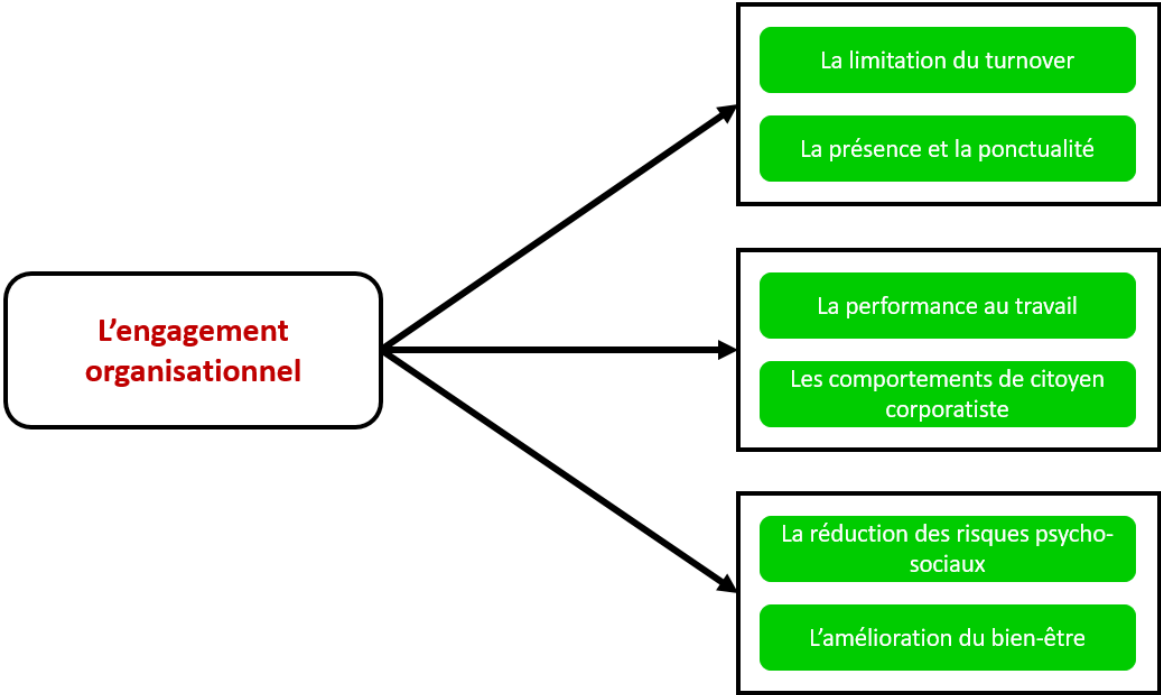 L’engagement
organisationnel
La limitation du turnover
La présence et la ponctualité
La performance au travail
Les comportements de citoyen
corporatiste
La réduction des risques psycho-
sociaux
L’amélioration du bien-être